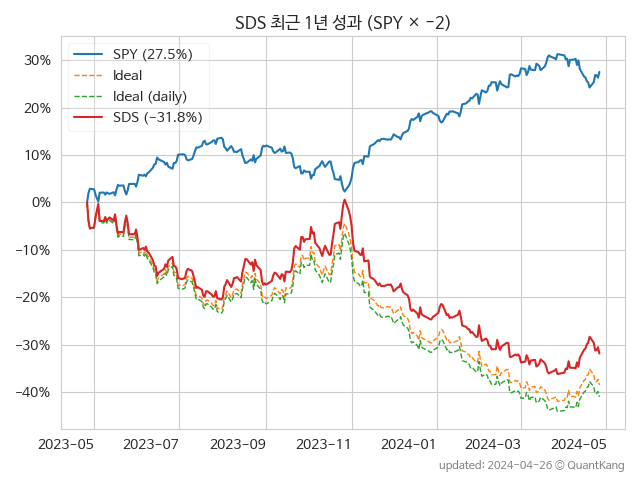 SDS 최근 1년 성과 (SPY × −2)
SPY (27.5%)
Ideal
Ideal (daily)
SDS (−31.8%)
30%
20%
10%
0%
−10%
−20%
−30%
−40%
2023-05 2023-07 2023-09 2023-11 2024-01 2024-03 2024-05
updated: 2024-04-26 © QuantKang